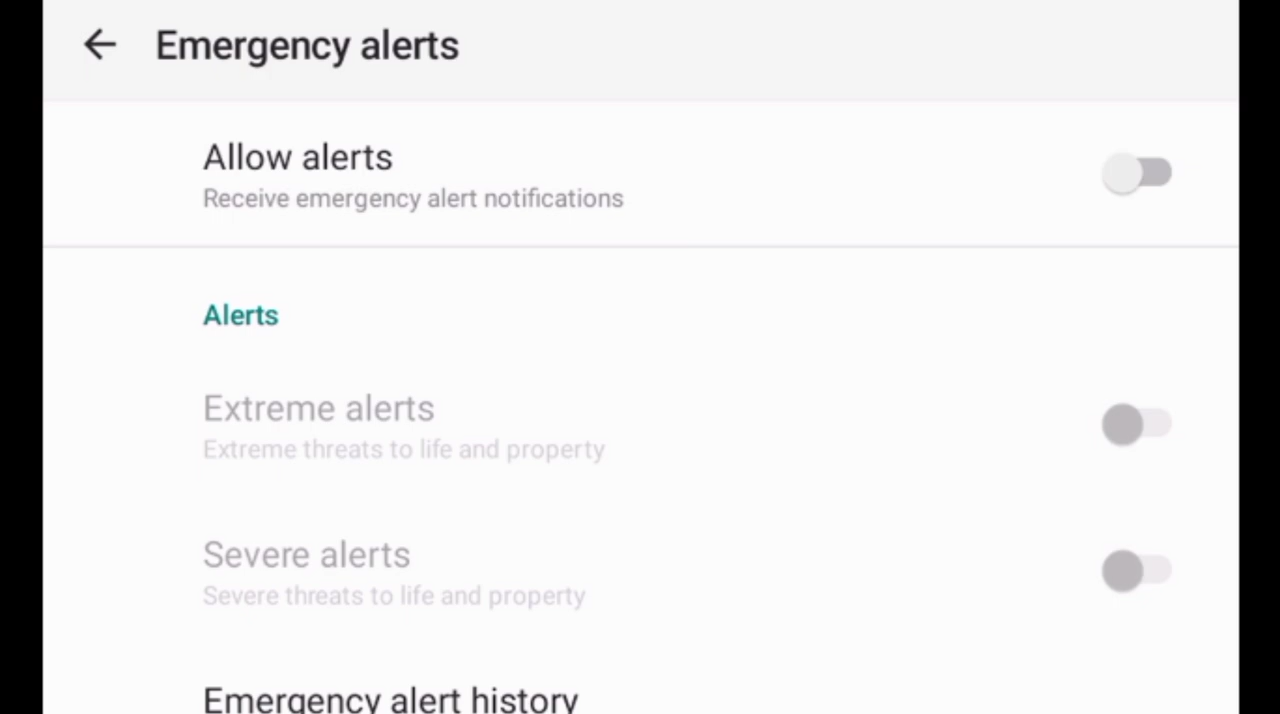 Emergency alerts
Allow alerts
Receive emergency alert notifications
Alerts
Extreme alerts
Extreme threats to life and property
Severe alerts
Severe threats to life and property
Emergency alert history